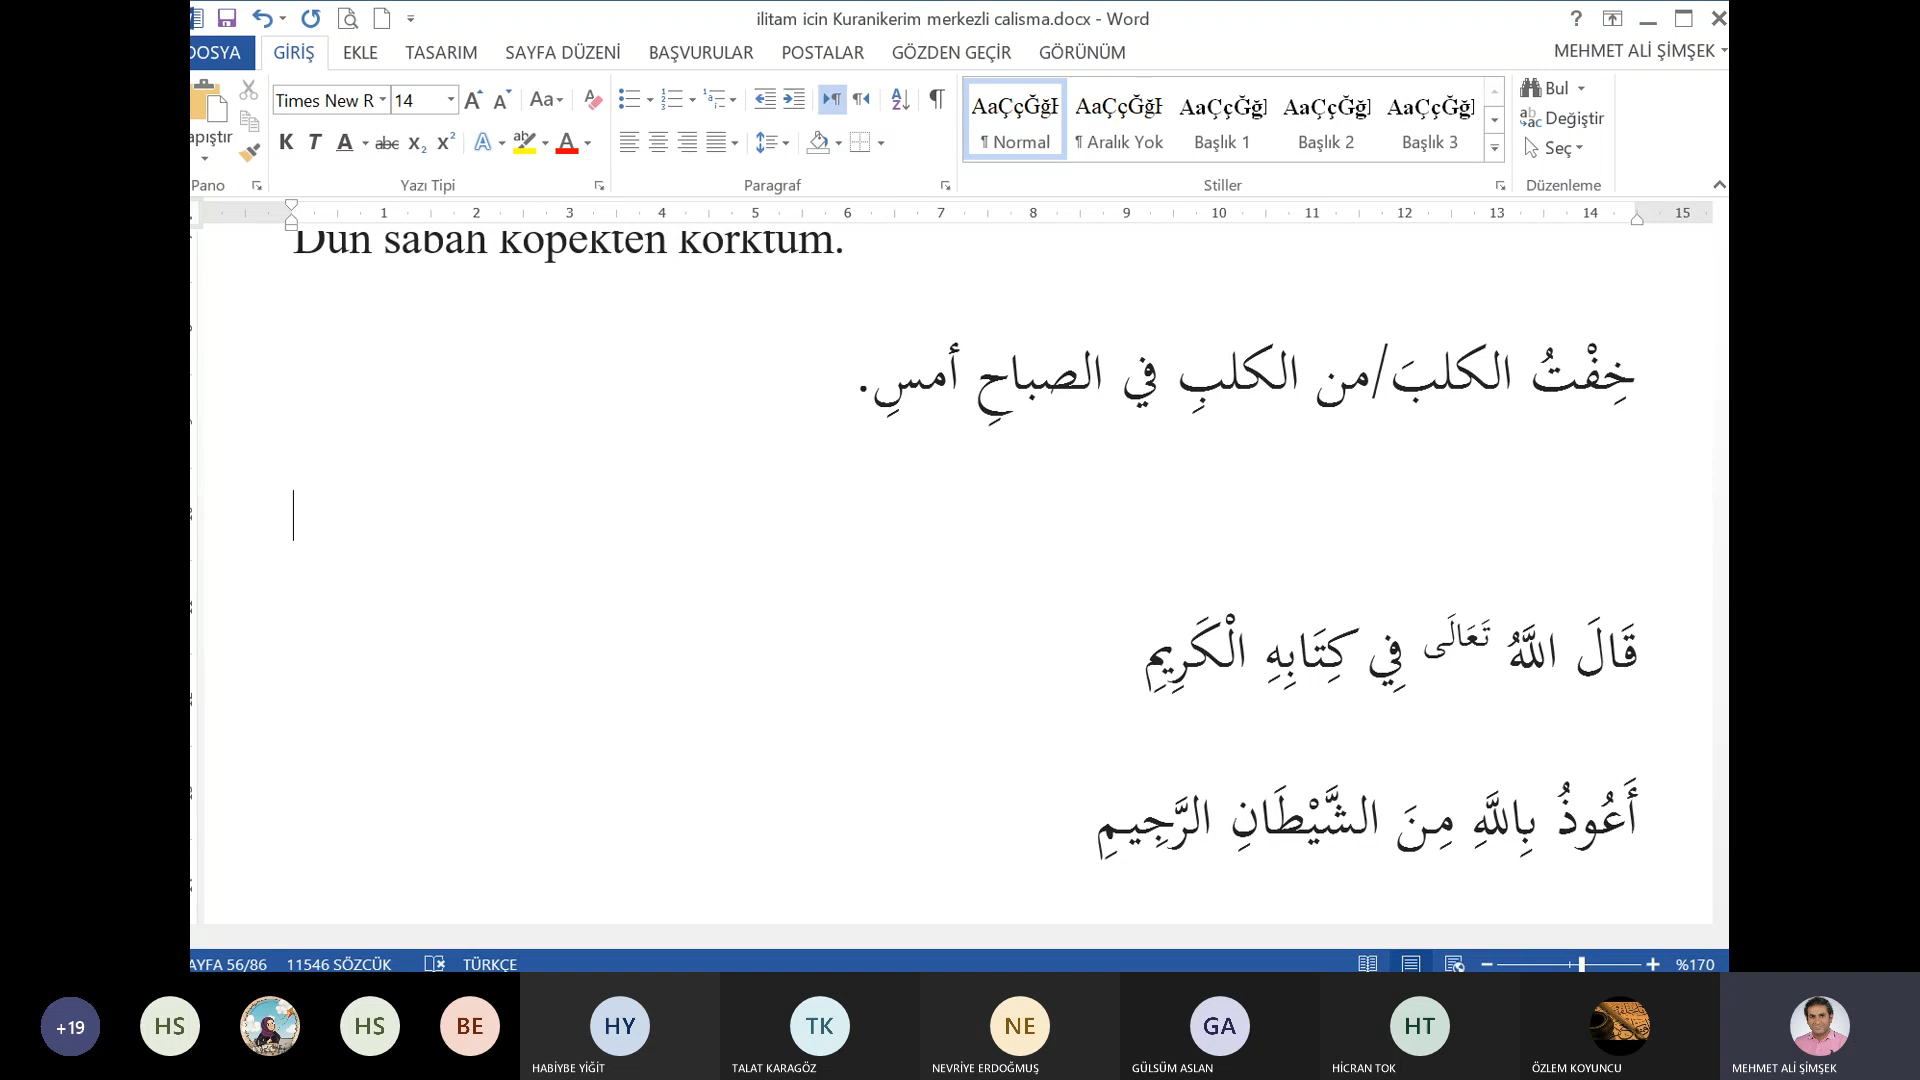 ilitam icin Kuranikerim merkezli calisma.docx - Word
?
DOSYA GİRİŞ EKLE TASARIM SAYFA DÜZENİ BAŞVURULAR POSTALAR GÖZDEN GEÇİR GÖRÜNÜM MEHMET ALİ ŞİMŞEK
Times New R 14 Aa
K T A abc X₂ X² A ab A
AaÇçĞğH AaÇçĞğH AaÇçĞğ AaÇçĞğ AaÇçĞğ
¶ Normal ¶ Aralık Yok Başlık 1 Başlık 2 Başlık 3
Bul
Değiştir
Seç
apıştır
Pano Yazı Tipi Paragraf Stiller Düzenleme
1 2 3 4 5 6 7 8 9 10 11 12 13 14 15
Dün sabah köpekten korktum.
خِفْتُ الكلبَ/من الكلبِ في الصباحِ أمسِ.
قَالَ اللَّهُ تَعَالَى فِي كِتَابِهِ الْكَرِيمِ
أَعُوذُ بِاللَّهِ مِنَ الشَّيْطَانِ الرَّجِيمِ
AYFA 56/86 11546 SÖZCÜK TÜRKÇE %170
+19 HS HS BE HY TK NE GA HT
HABİYBE YİĞİT TALAT KARAGÖZ NEVRİYE ERDOĞMUŞ GÜLSÜM ASLAN HİCRAN TOK ÖZLEM KOYUNCU MEHMET ALİ ŞİMŞEK